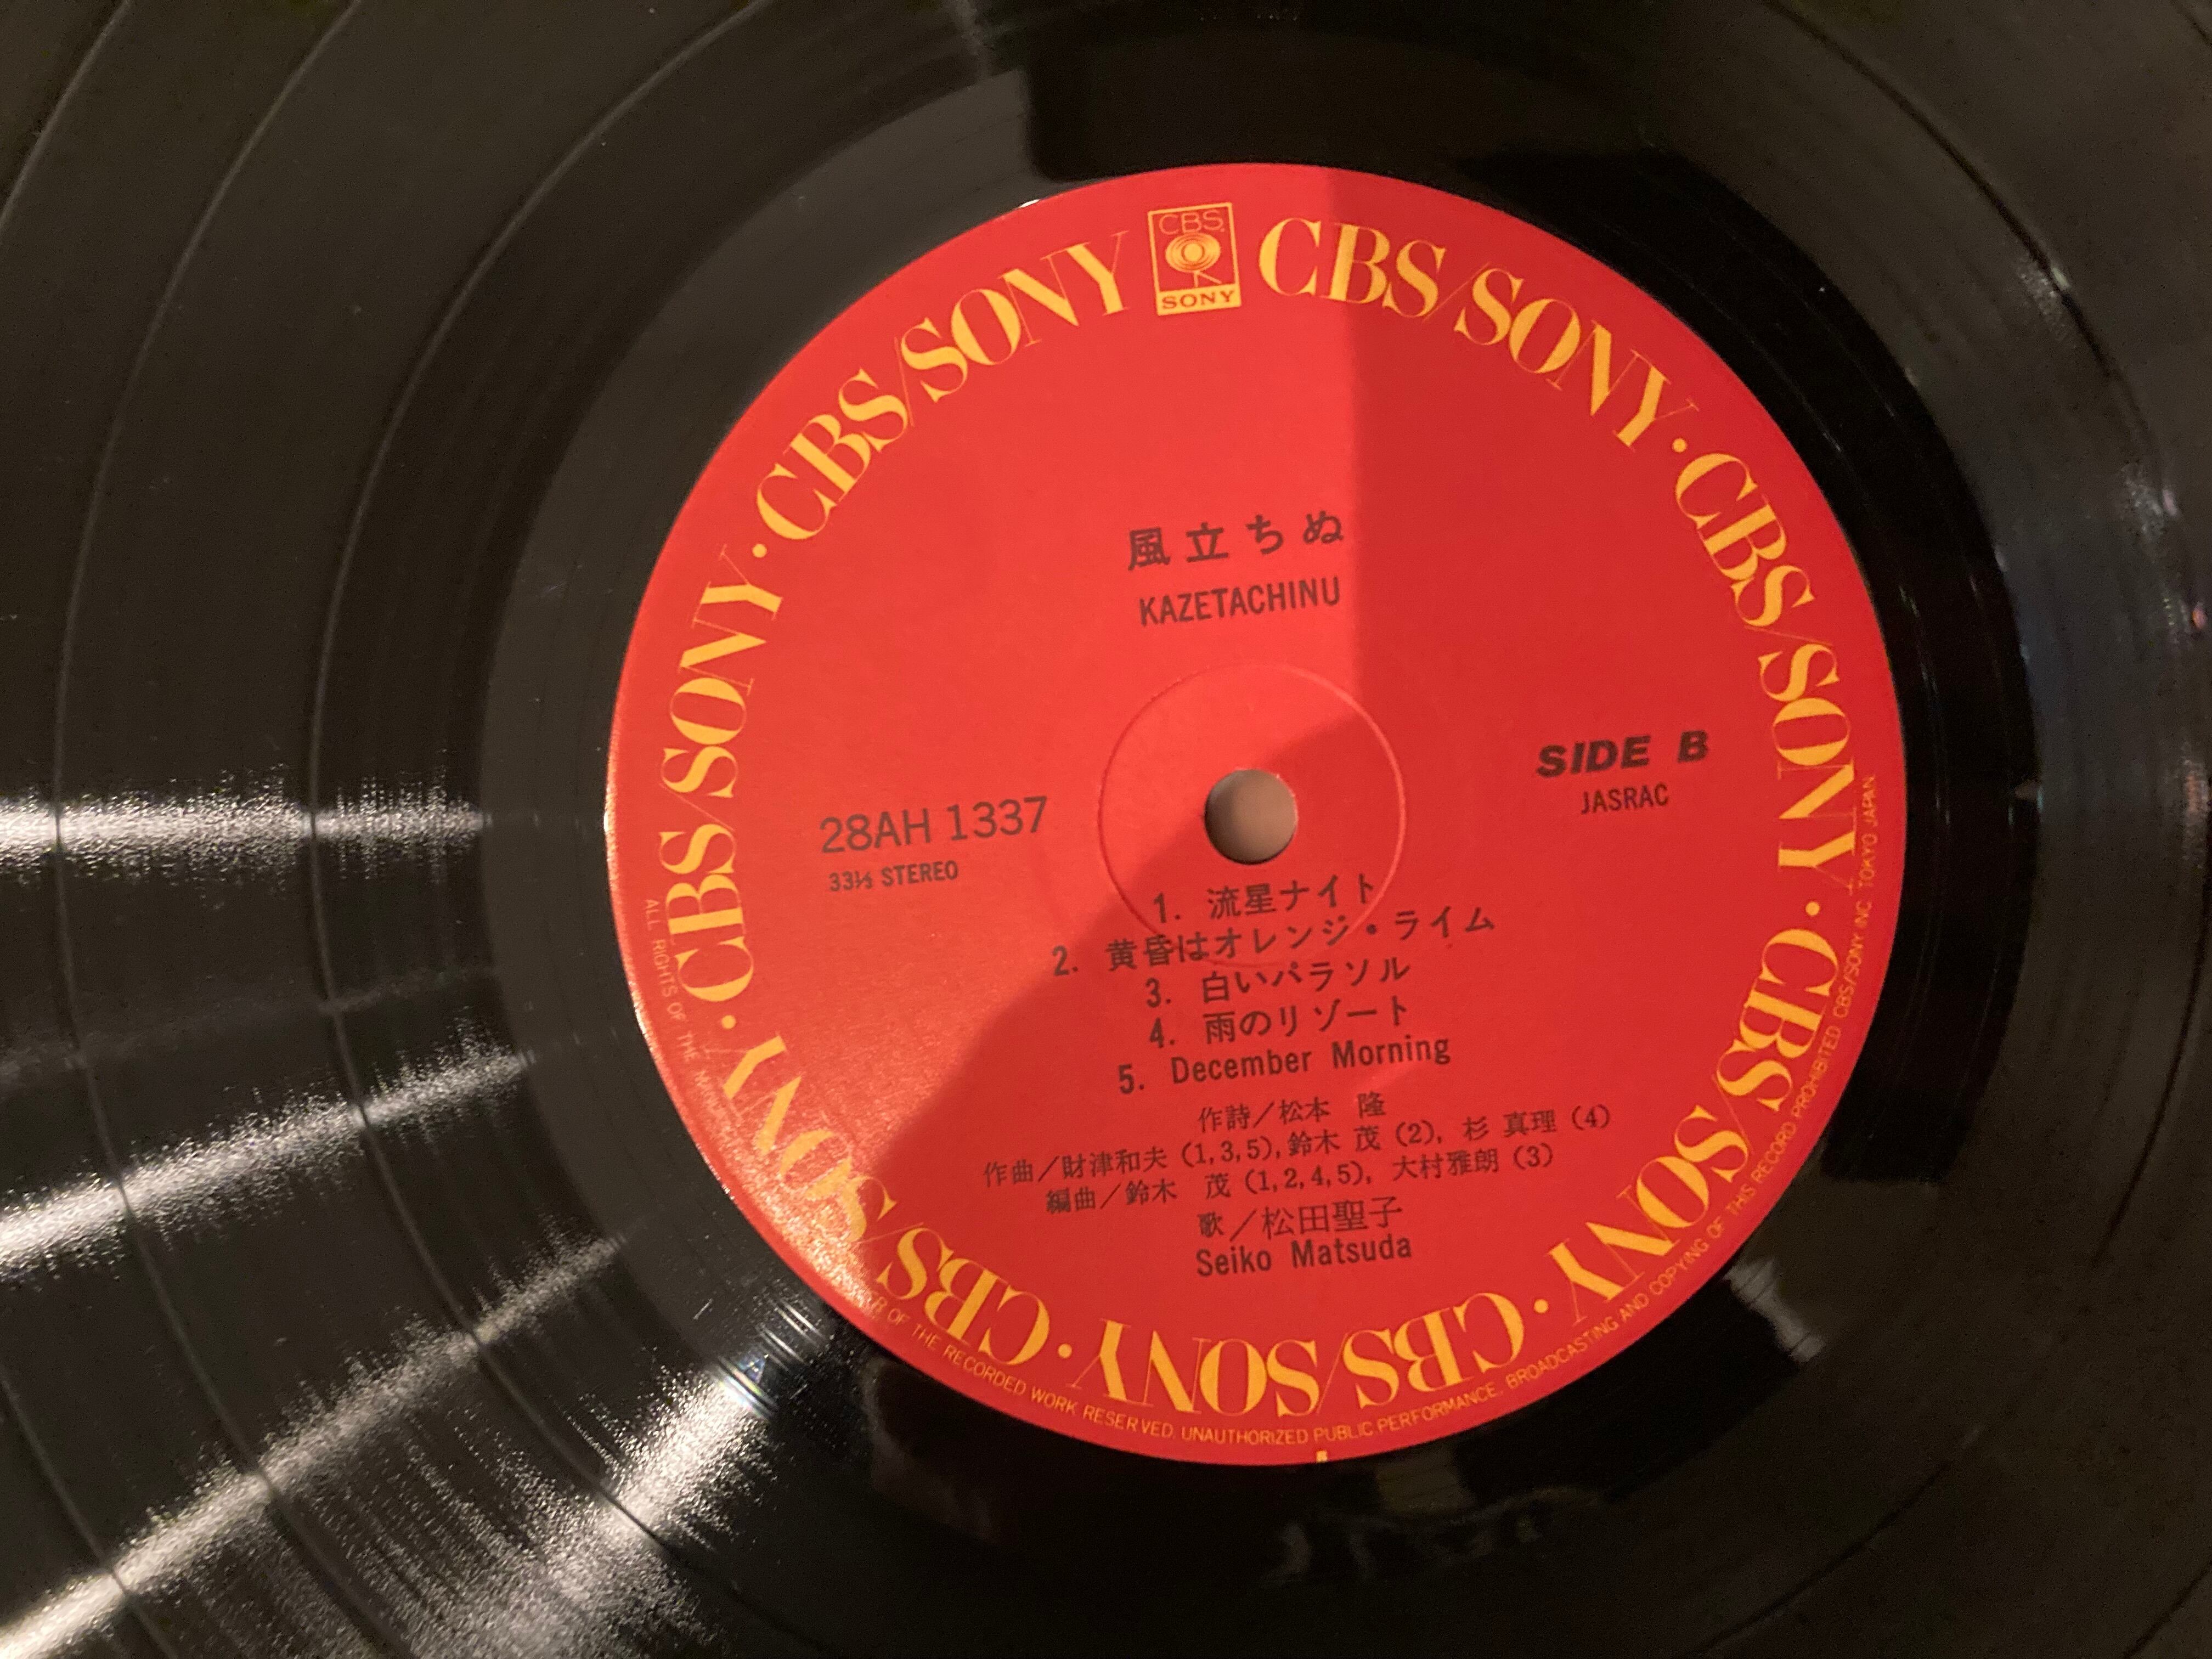 CBS
SONY
CBS/SONY · CBS/SONY · CBS/SONY · CBS/SONY · CBS/SONY · CBS/SONY · CBS/SONY
風立ちぬ
KAZETACHINU
SIDE B
JASRAC
28AH 1337
33⅓ STEREO
1. 流星ナイト
2. 黄昏はオレンジ・ライム
3. 白いパラソル
4. 雨のリゾート
5. December Morning
作詩/松本 隆
作曲/財津和夫 (1,3,5), 鈴木 茂 (2), 杉 真理 (4)
編曲/鈴木 茂 (1,2,4,5), 大村雅朗 (3)
歌/松田聖子
Seiko Matsuda
ALL RIGHTS OF THE OF THE RECORDED WORK RESERVED. UNAUTHORIZED PUBLIC PERFORMANCE, BROADCASTING AND COPYING OF THIS RECORD PROHIBITED CBS/SONY INC. TOKYO JAPAN